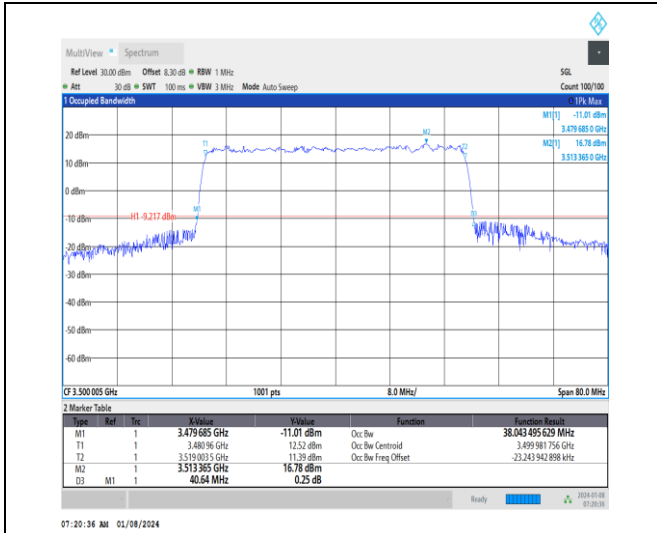 MultiView Spectrum
Ref Level 30.00 dBm Offset 8.30 dB RBW 1 MHz SGL
Att 30 dB SWT 100 ms VBW 3 MHz Mode Auto Sweep Count 100/100
1 Occupied Bandwidth 1Pk Max
M1[1] -11.01 dBm
3.479 685 0 GHz
M2[1] 16.78 dBm
3.513 365 0 GHz
20 dBm
T1
M2
T2
10 dBm
0 dBm
M1
D3
-10 dBm
H1 -9.217 dBm
-20 dBm
-30 dBm
-40 dBm
-50 dBm
-60 dBm
CF 3.500 005 GHz 1001 pts 8.0 MHz/ Span 80.0 MHz
2 Marker Table
Type Ref Trc X-Value Y-Value Function Function Result
M1 1 3.479 685 GHz -11.01 dBm Occ Bw 38.043 495 629 MHz
T1 1 3.480 96 GHz 12.52 dBm Occ Bw Centroid 3.499 981 756 GHz
T2 1 3.519 003 5 GHz 11.39 dBm Occ Bw Freq Offset -23.243 942 898 kHz
M2 1 3.513 365 GHz 16.78 dBm
D3 M1 1 40.64 MHz 0.25 dB
Ready 2024-01-08
07:20:36
07:20:36 AM 01/08/2024